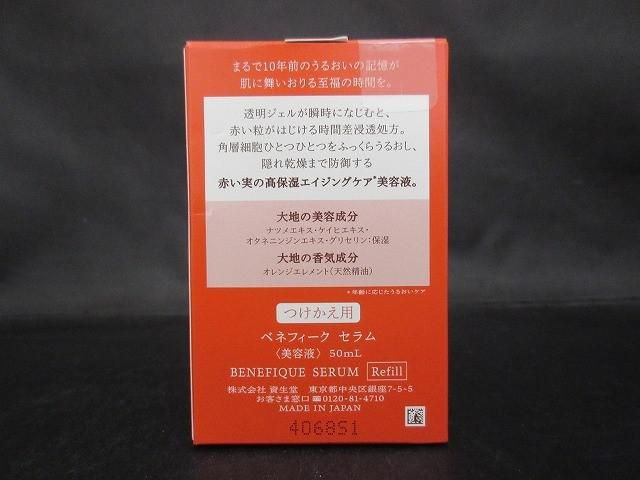 まるで10年前のうるおいの記憶が
肌に舞いおりる至福の時間を。
透明ジェルが瞬時になじむと、
赤い粒がはじける時間差浸透処方。
角層細胞ひとつひとつをふっくらうるおし、
隠れ乾燥まで防御する
赤い実の高保湿エイジングケア*美容液。
大地の美容成分
ナツメエキス・ケイヒエキス・
オタネニンジンエキス・グリセリン:保湿
大地の香気成分
オレンジエレメント(天然精油)
*年齢に応じたうるおいケア
つけかえ用
ベネフィーク セラム
〈美容液〉 50mL
BENEFIQUE SERUM Refill
株式会社 資生堂 東京都中央区銀座7-5-5
お客さま窓口 0120-81-4710
MADE IN JAPAN
4068S1